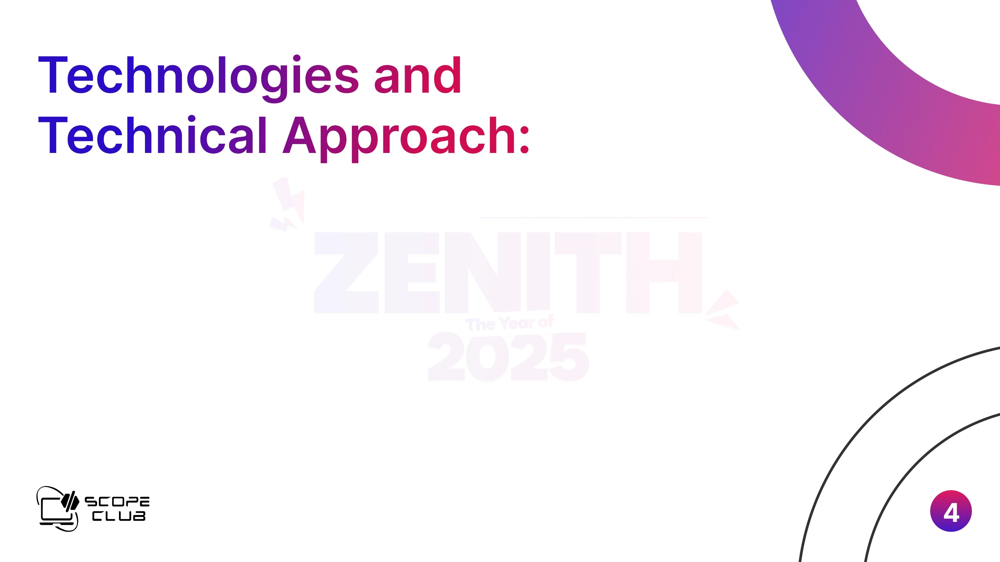 Technologies and
Technical Approach:
ZENITH
The Year of
2025
SCOPE
CLUB
4